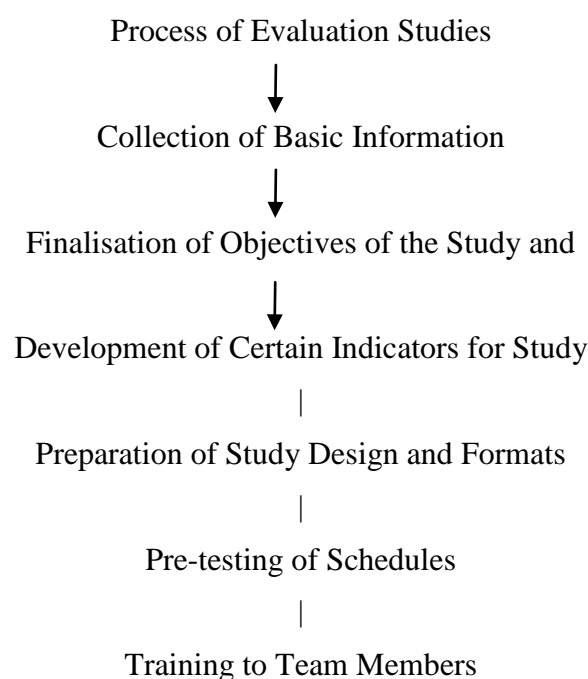 Process of Evaluation Studies
Collection of Basic Information
Finalisation of Objectives of the Study and
Development of Certain Indicators for Study
|
Preparation of Study Design and Formats
|
Pre-testing of Schedules
|
Training to Team Members